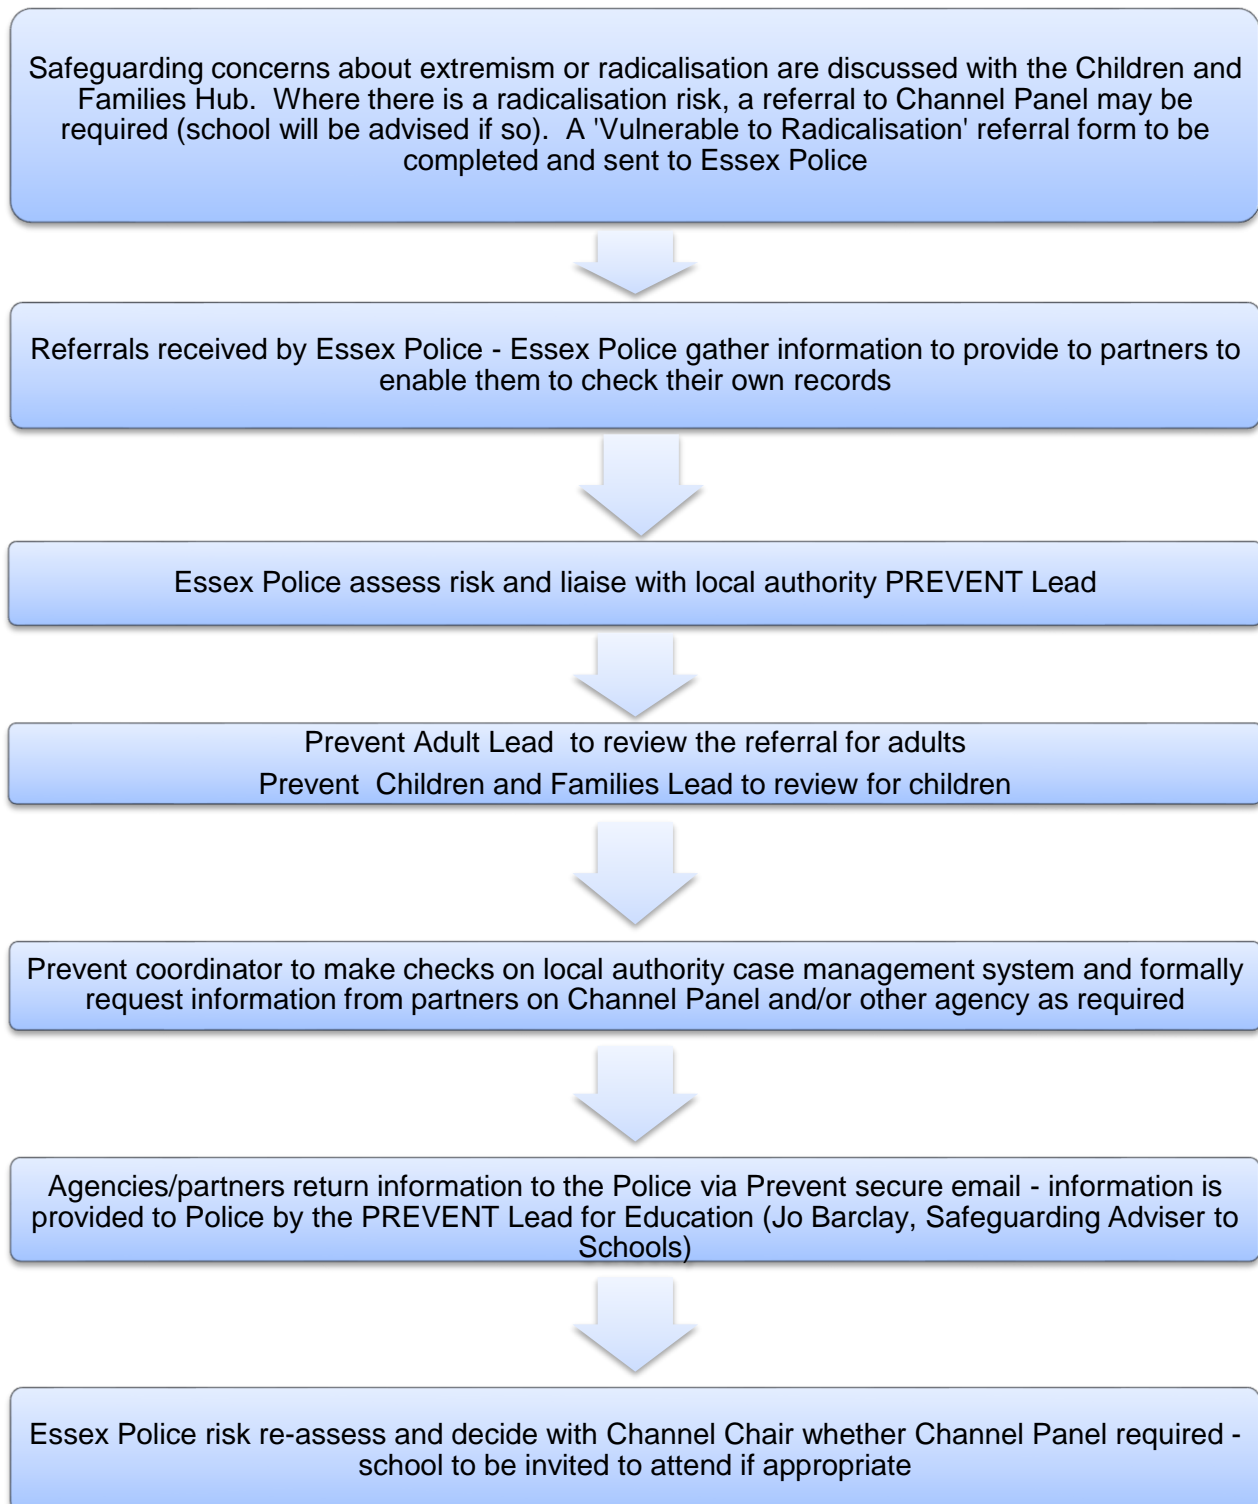 Safeguarding concerns about extremism or radicalisation are discussed with the Children and
Families Hub.  Where there is a radicalisation risk, a referral to Channel Panel may be
required (school will be advised if so).  A 'Vulnerable to Radicalisation' referral form to be
completed and sent to Essex Police
Referrals received by Essex Police - Essex Police gather information to provide to partners to
enable them to check their own records
Essex Police assess risk and liaise with local authority PREVENT Lead
Prevent Adult Lead  to review the referral for adults
Prevent  Children and Families Lead to review for children
Prevent coordinator to make checks on local authority case management system and formally
request information from partners on Channel Panel and/or other agency as required
Agencies/partners return information to the Police via Prevent secure email - information is
provided to Police by the PREVENT Lead for Education (Jo Barclay, Safeguarding Adviser to
Schools)
Essex Police risk re-assess and decide with Channel Chair whether Channel Panel required -
school to be invited to attend if appropriate